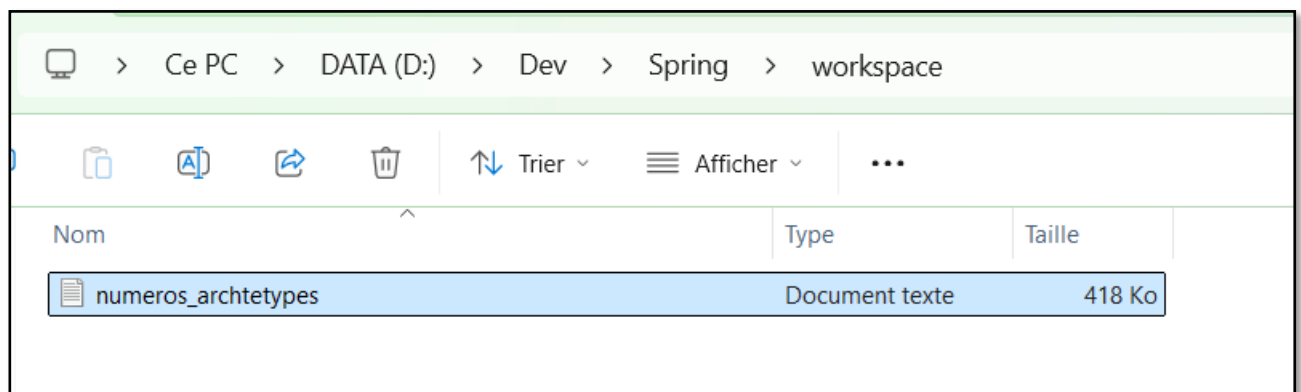 Ce PC > DATA (D:) > Dev > Spring > workspace
Trier Afficher ...
Nom Type Taille
numeros_archtetypes Document texte 418 Ko